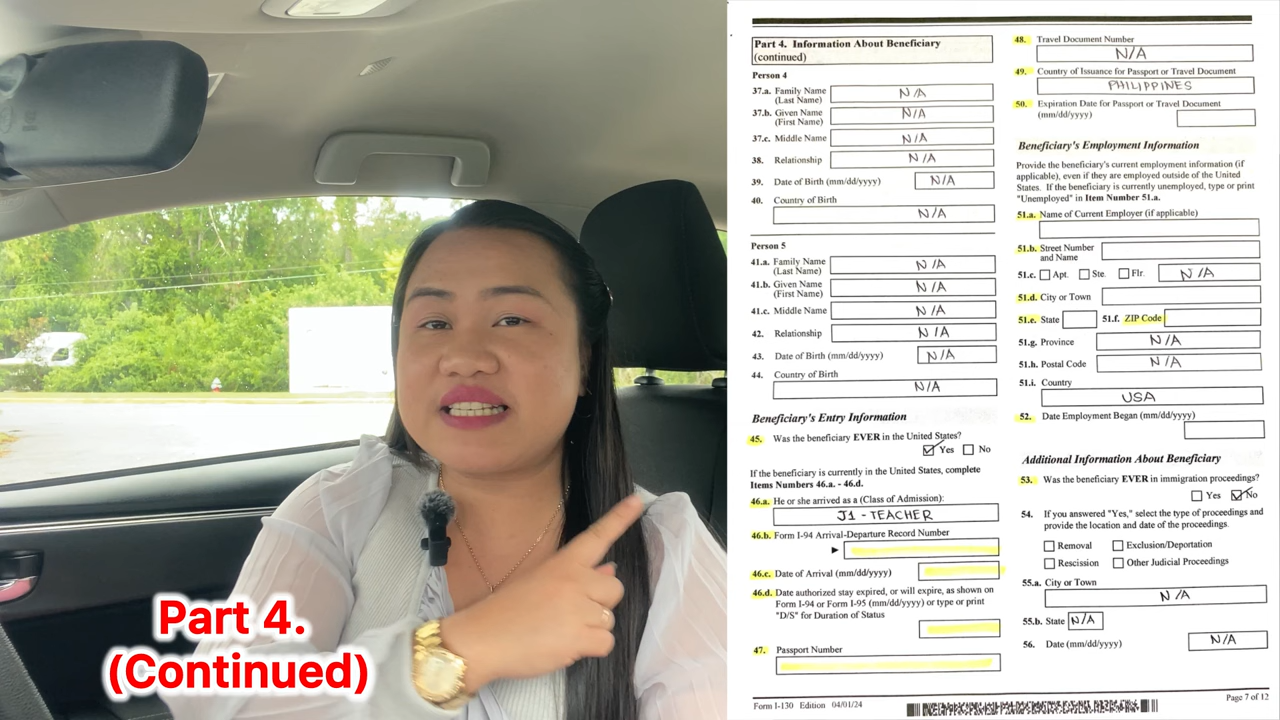 Part 4.
(Continued)
Part 4. Information About Beneficiary
(continued)
Person 4
37.a. Family Name
(Last Name)
N/A
37.b. Given Name
(First Name)
N/A
37.c. Middle Name
N/A
38. Relationship
N/A
39. Date of Birth (mm/dd/yyyy)
N/A
40. Country of Birth
N/A
Person 5
41.a. Family Name
(Last Name)
N/A
41.b. Given Name
(First Name)
N/A
41.c. Middle Name
N/A
42. Relationship
N/A
43. Date of Birth (mm/dd/yyyy)
N/A
44. Country of Birth
N/A
Beneficiary's Entry Information
45. Was the beneficiary EVER in the United States?
Yes No
If the beneficiary is currently in the United States, complete
Items Numbers 46.a. - 46.d.
46.a. He or she arrived as a (Class of Admission):
J1 - TEACHER
46.b. Form I-94 Arrival-Departure Record Number
46.c. Date of Arrival (mm/dd/yyyy)
46.d. Date authorized stay expired, or will expire, as shown on
Form I-94 or Form I-95 (mm/dd/yyyy) or type or print
"D/S" for Duration of Status
47. Passport Number
48. Travel Document Number
N/A
49. Country of Issuance for Passport or Travel Document
PHILIPPINES
50. Expiration Date for Passport or Travel Document
(mm/dd/yyyy)
Beneficiary's Employment Information
Provide the beneficiary's current employment information (if
applicable), even if they are employed outside of the United
States. If the beneficiary is currently unemployed, type or print
"Unemployed" in Item Number 51.a.
51.a. Name of Current Employer (if applicable)
51.b. Street Number
and Name
51.c. Apt. Ste. Flr. N/A
51.d. City or Town
51.e. State 51.f. ZIP Code
51.g. Province N/A
51.h. Postal Code N/A
51.i. Country
USA
52. Date Employment Began (mm/dd/yyyy)
Additional Information About Beneficiary
53. Was the beneficiary EVER in immigration proceedings?
Yes No
54. If you answered "Yes," select the type of proceedings and
provide the location and date of the proceedings.
Removal Exclusion/Deportation
Rescission Other Judicial Proceedings
55.a. City or Town
N/A
55.b. State N/A
56. Date (mm/dd/yyyy) N/A
Form I-130 Edition 04/01/24
Page 7 of 12